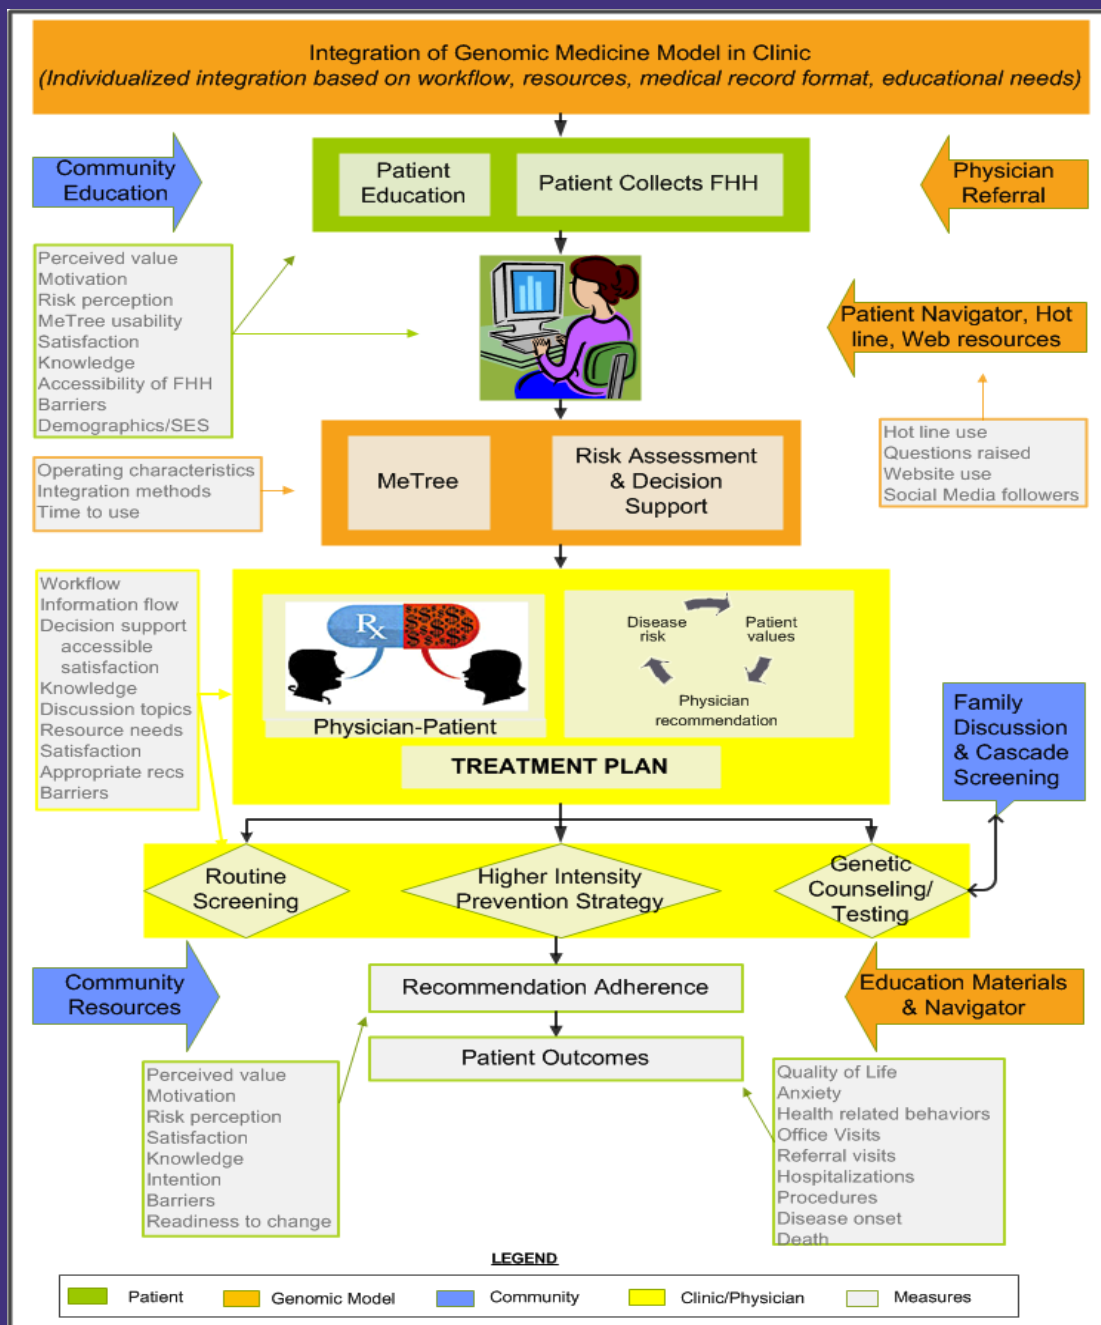 Integration of Genomic Medicine Model in Clinic
(Individualized integration based on workflow, resources, medical record format, educational needs)
Community
Education
Patient
Education
Patient Collects FHH
Physician
Referral
Perceived value
Motivation
Risk perception
MeTree usability
Satisfaction
Knowledge
Accessibility of FHH
Barriers
Demographics/SES
Patient Navigator, Hot
line, Web resources
Hot line use
Questions raised
Website use
Social Media followers
Operating characteristics
Integration methods
Time to use
MeTree
Risk Assessment
& Decision
Support
Workflow
Information flow
Decision support
accessible
satisfaction
Knowledge
Discussion topics
Resource needs
Satisfaction
Appropriate recs
Barriers
Rx
$$$
Physician-Patient
Disease
risk
Patient
values
Physician
recommendation
TREATMENT PLAN
Family
Discussion
& Cascade
Screening
Routine
Screening
Higher Intensity
Prevention Strategy
Genetic
Counseling/
Testing
Community
Resources
Recommendation Adherence
Education Materials
& Navigator
Patient Outcomes
Perceived value
Motivation
Risk perception
Satisfaction
Knowledge
Intention
Barriers
Readiness to change
Quality of Life
Anxiety
Health related behaviors
Office Visits
Referral visits
Hospitalizations
Procedures
Disease onset
Death
LEGEND
Patient
Genomic Model
Community
Clinic/Physician
Measures